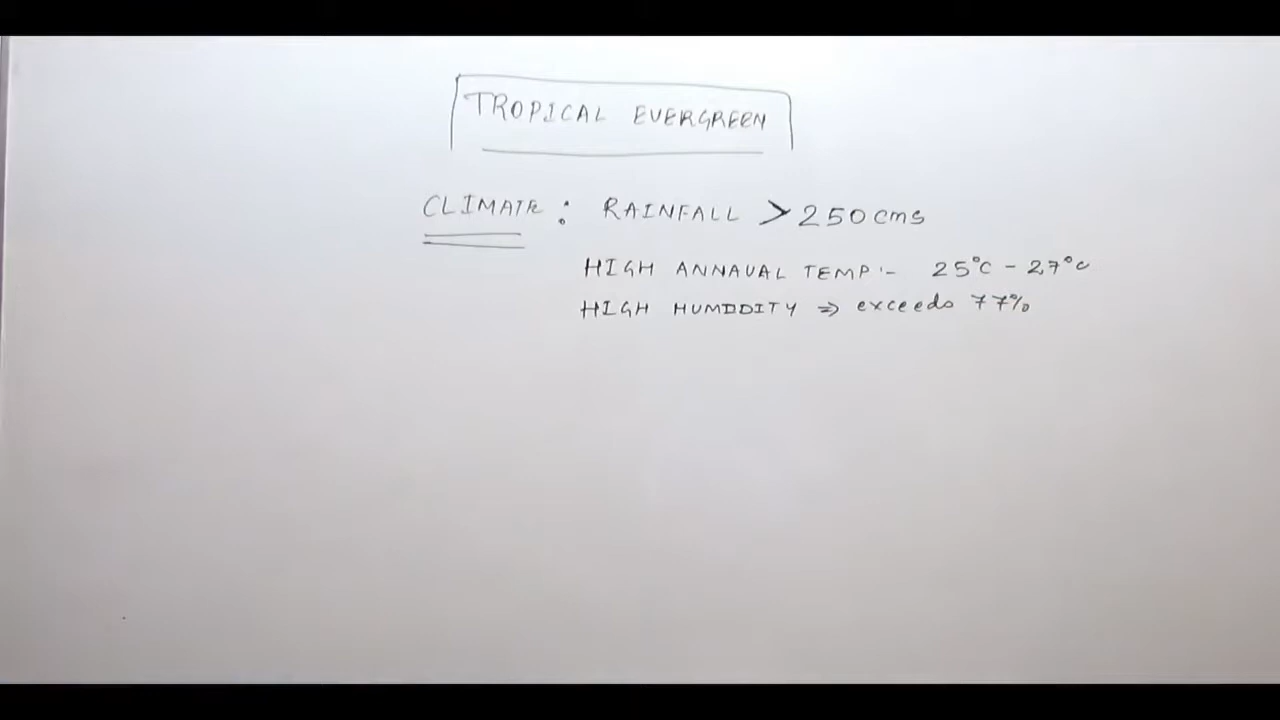 TROPICAL EVERGREEN
CLIMATE : RAINFALL > 250 cms
HIGH ANNAUAL TEMP :- 25°C - 27°C
HIGH HUMIDITY ⇒ exceeds 77%